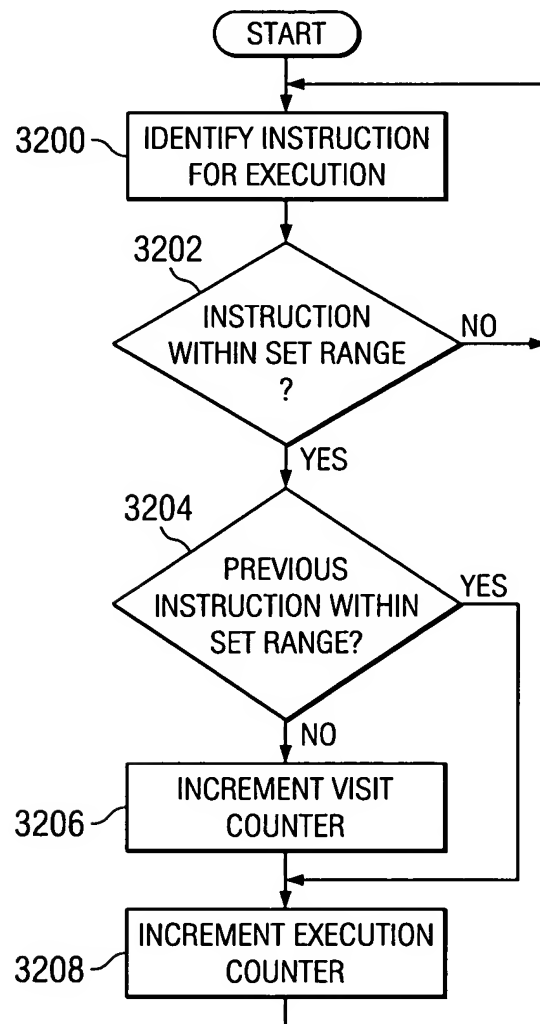 START
3200
IDENTIFY INSTRUCTION
FOR EXECUTION
3202
INSTRUCTION
WITHIN SET RANGE
?
NO
YES
3204
PREVIOUS
INSTRUCTION WITHIN
SET RANGE?
YES
NO
3206
INCREMENT VISIT
COUNTER
3208
INCREMENT EXECUTION
COUNTER